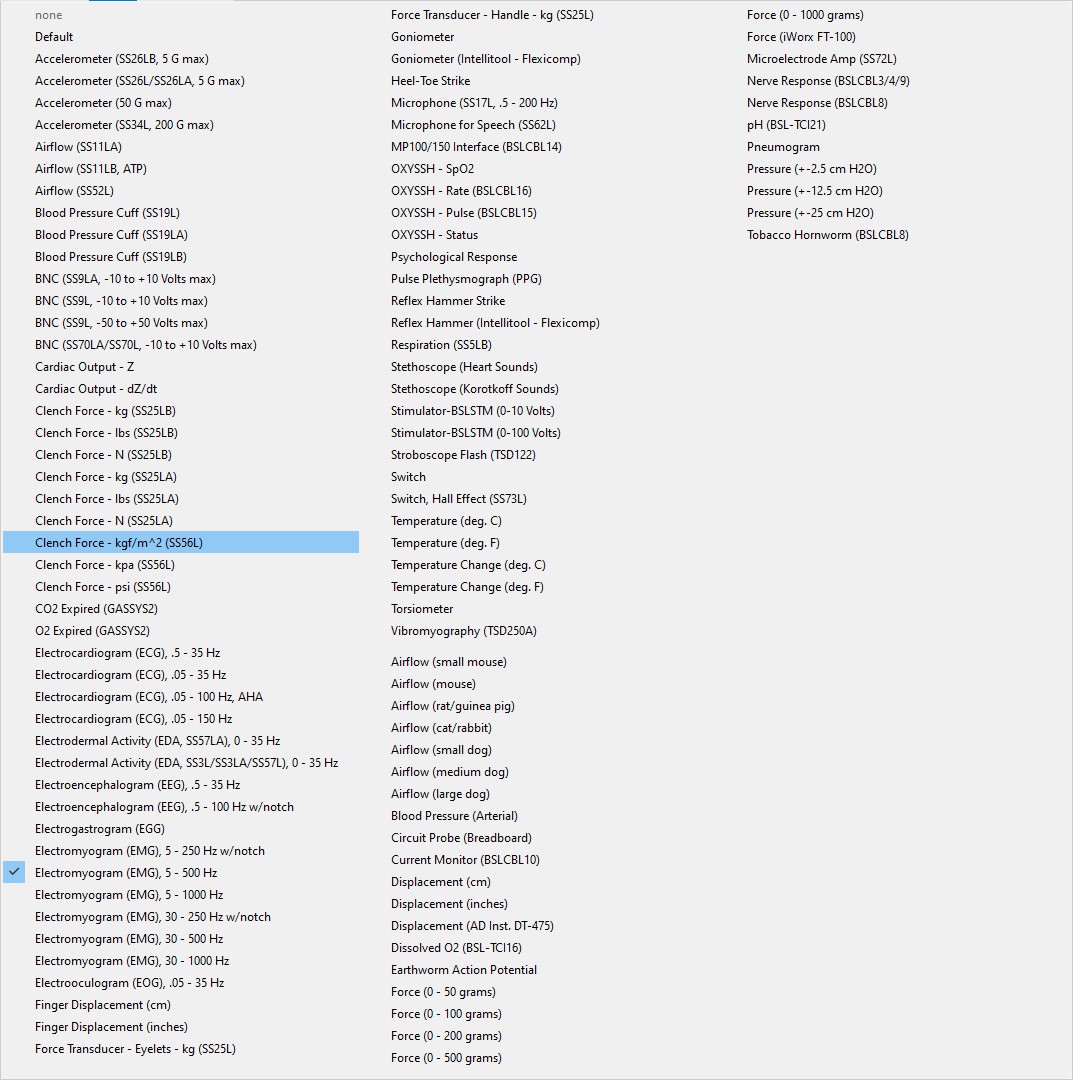 none
Default
Accelerometer (SS26LB, 5 G max)
Accelerometer (SS26L/SS26LA, 5 G max)
Accelerometer (50 G max)
Accelerometer (SS34L, 200 G max)
Airflow (SS11LA)
Airflow (SS11LB, ATP)
Airflow (SS52L)
Blood Pressure Cuff (SS19L)
Blood Pressure Cuff (SS19LA)
Blood Pressure Cuff (SS19LB)
BNC (SS9LA, -10 to +10 Volts max)
BNC (SS9L, -10 to +10 Volts max)
BNC (SS9L, -50 to +50 Volts max)
BNC (SS70LA/SS70L, -10 to +10 Volts max)
Cardiac Output - Z
Cardiac Output - dZ/dt
Clench Force - kg (SS25LB)
Clench Force - lbs (SS25LB)
Clench Force - N (SS25LB)
Clench Force - kg (SS25LA)
Clench Force - lbs (SS25LA)
Clench Force - N (SS25LA)
Clench Force - kgf/m^2 (SS56L)
Clench Force - kpa (SS56L)
Clench Force - psi (SS56L)
CO2 Expired (GASSYS2)
O2 Expired (GASSYS2)
Electrocardiogram (ECG), .5 - 35 Hz
Electrocardiogram (ECG), .05 - 35 Hz
Electrocardiogram (ECG), .05 - 100 Hz, AHA
Electrocardiogram (ECG), .05 - 150 Hz
Electrodermal Activity (EDA, SS57LA), 0 - 35 Hz
Electrodermal Activity (EDA, SS3L/SS3LA/SS57L), 0 - 35 Hz
Electroencephalogram (EEG), .5 - 35 Hz
Electroencephalogram (EEG), .5 - 100 Hz w/notch
Electrogastrogram (EGG)
Electromyogram (EMG), 5 - 250 Hz w/notch
Electromyogram (EMG), 5 - 500 Hz
Electromyogram (EMG), 5 - 1000 Hz
Electromyogram (EMG), 30 - 250 Hz w/notch
Electromyogram (EMG), 30 - 500 Hz
Electromyogram (EMG), 30 - 1000 Hz
Electrooculogram (EOG), .05 - 35 Hz
Finger Displacement (cm)
Finger Displacement (inches)
Force Transducer - Eyelets - kg (SS25L)
Force Transducer - Handle - kg (SS25L)
Goniometer
Goniometer (Intellitool - Flexicomp)
Heel-Toe Strike
Microphone (SS17L, .5 - 200 Hz)
Microphone for Speech (SS62L)
MP100/150 Interface (BSLCBL14)
OXYSSH - SpO2
OXYSSH - Rate (BSLCBL16)
OXYSSH - Pulse (BSLCBL15)
OXYSSH - Status
Psychological Response
Pulse Plethysmograph (PPG)
Reflex Hammer Strike
Reflex Hammer (Intellitool - Flexicomp)
Respiration (SS5LB)
Stethoscope (Heart Sounds)
Stethoscope (Korotkoff Sounds)
Stimulator-BSLSTM (0-10 Volts)
Stimulator-BSLSTM (0-100 Volts)
Stroboscope Flash (TSD122)
Switch
Switch, Hall Effect (SS73L)
Temperature (deg. C)
Temperature (deg. F)
Temperature Change (deg. C)
Temperature Change (deg. F)
Torsiometer
Vibromyography (TSD250A)
Airflow (small mouse)
Airflow (mouse)
Airflow (rat/guinea pig)
Airflow (cat/rabbit)
Airflow (small dog)
Airflow (medium dog)
Airflow (large dog)
Blood Pressure (Arterial)
Circuit Probe (Breadboard)
Current Monitor (BSLCBL10)
Displacement (cm)
Displacement (inches)
Displacement (AD Inst. DT-475)
Dissolved O2 (BSL-TCI16)
Earthworm Action Potential
Force (0 - 50 grams)
Force (0 - 100 grams)
Force (0 - 200 grams)
Force (0 - 500 grams)
Force (0 - 1000 grams)
Force (iWorx FT-100)
Microelectrode Amp (SS72L)
Nerve Response (BSLCBL3/4/9)
Nerve Response (BSLCBL8)
pH (BSL-TCI21)
Pneumogram
Pressure (+-2.5 cm H2O)
Pressure (+-12.5 cm H2O)
Pressure (+-25 cm H2O)
Tobacco Hornworm (BSLCBL8)